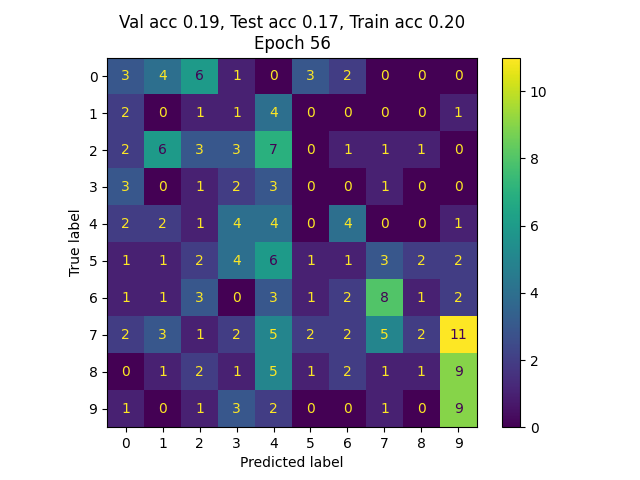 Val acc 0.19, Test acc 0.17, Train acc 0.20
Epoch 56
0 3 4 6 1 0 3 2 0 0 0
1 2 0 1 1 4 0 0 0 0 1
2 2 6 3 3 7 0 1 1 1 0
3 3 0 1 2 3 0 0 1 0 0
4 2 2 1 4 4 0 4 0 0 1
5 1 1 2 4 6 1 1 3 2 2
6 1 1 3 0 3 1 2 8 1 2
7 2 3 1 2 5 2 2 5 2 11
8 0 1 2 1 5 1 2 1 1 9
9 1 0 1 3 2 0 0 1 0 9
0 1 2 3 4 5 6 7 8 9
Predicted label
True label
10
8
6
4
2
0